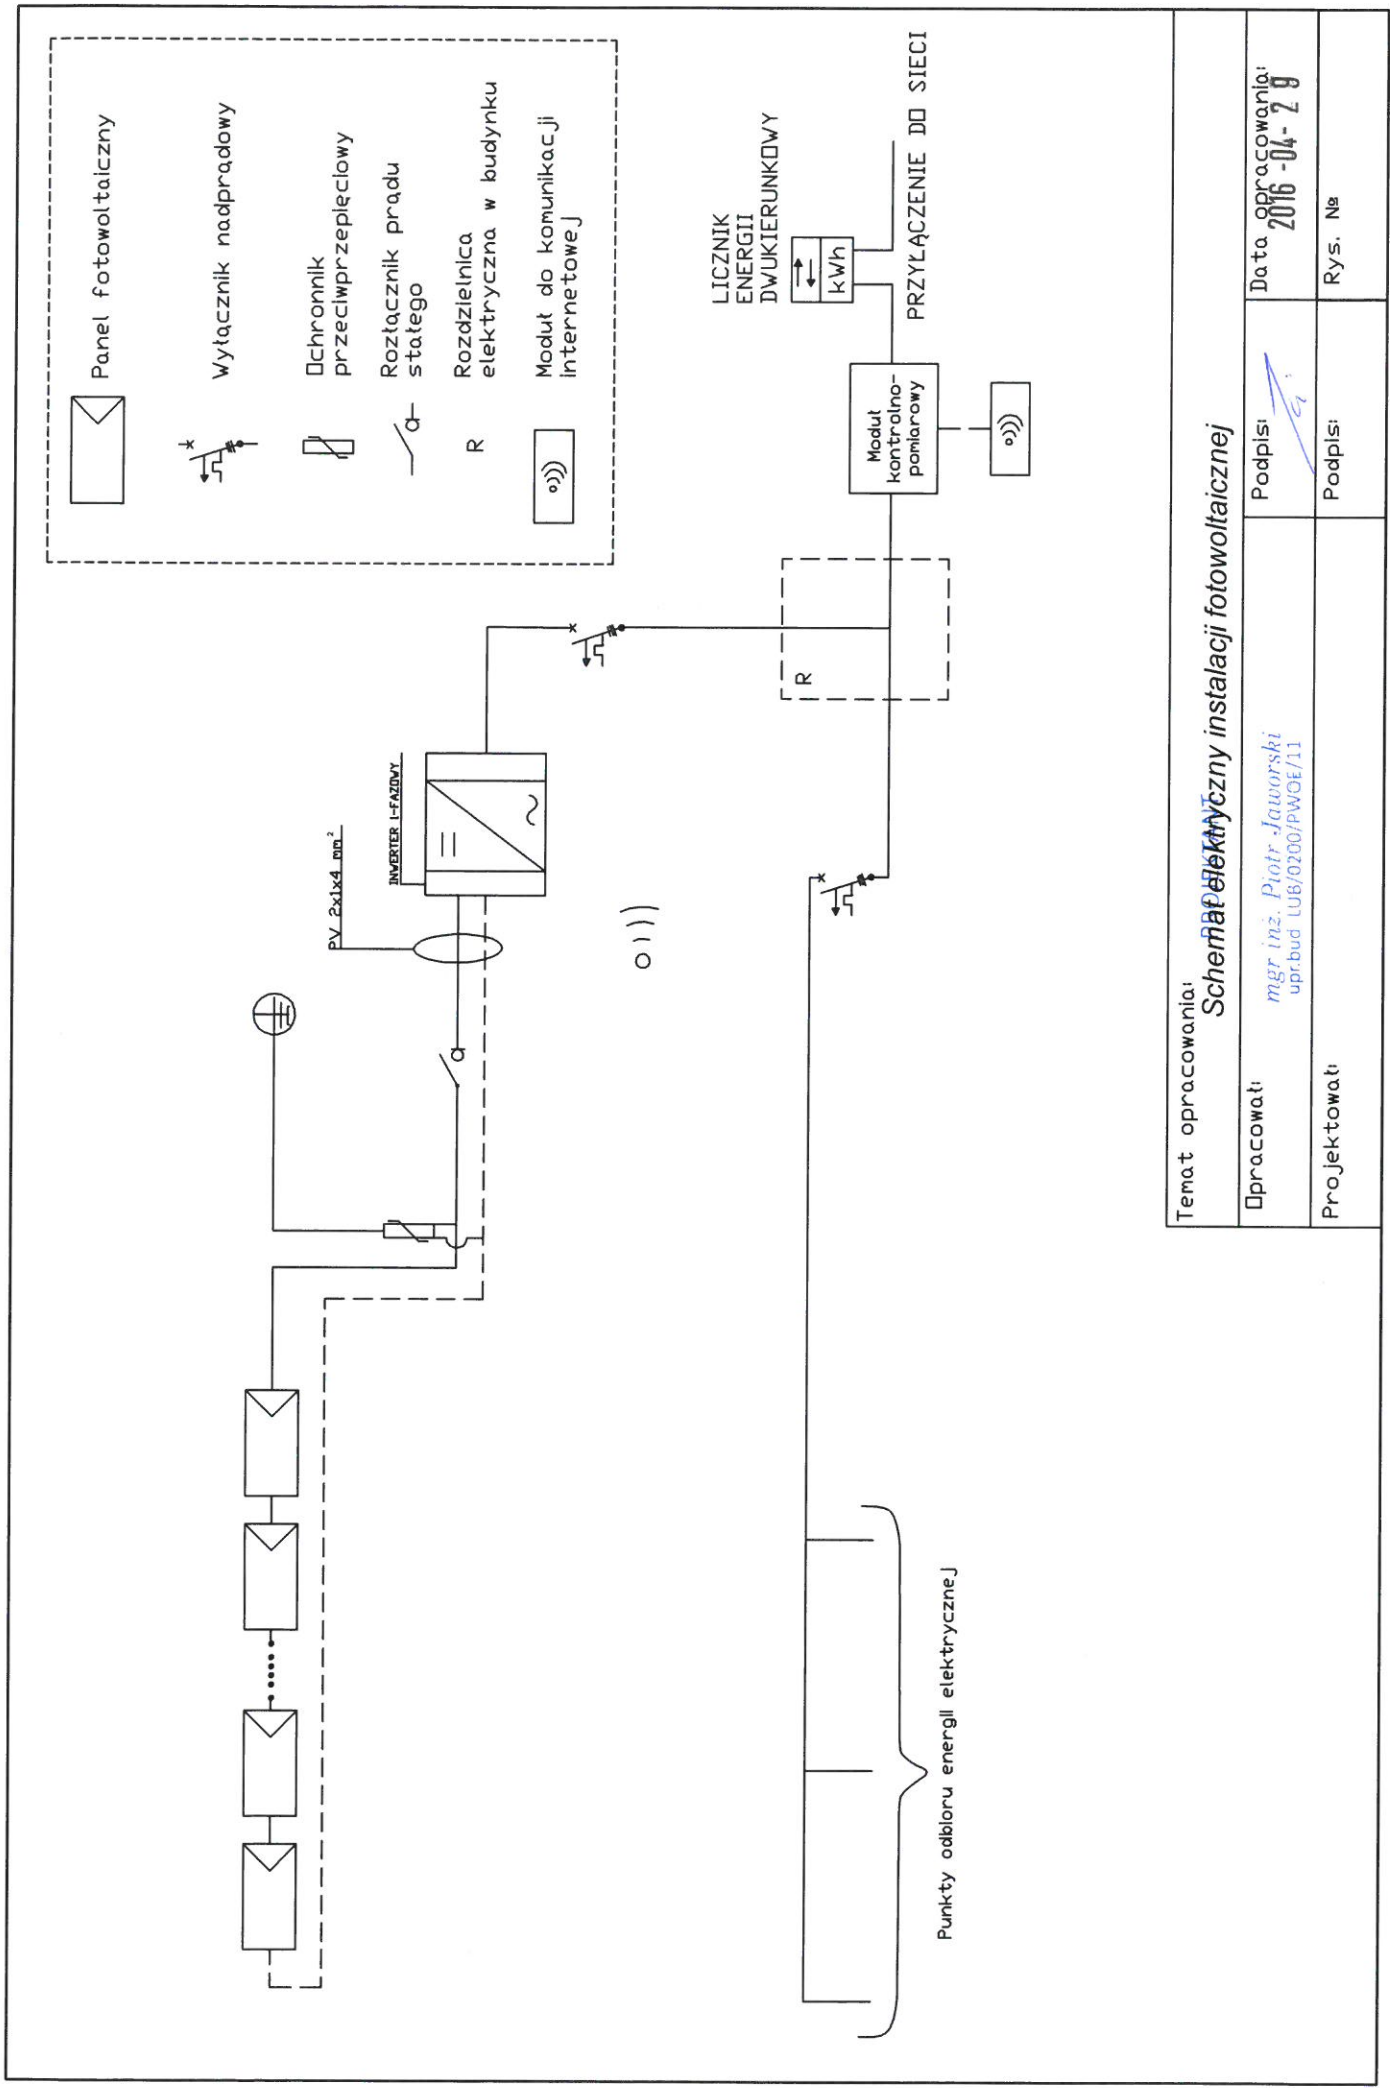 Panel fotowoltaiczny
Wyłącznik nadprądowy
Ochronnik
przeciwprzepięciowy
Rozłącznik prądu
stałego
R
Rozdzielnica
elektryczna w budynku
Moduł do komunikacji
internetowej
PV 2x1x4 mm²
INWERTER 1-FAZOWY
R
LICZNIK
ENERGII
DWUKIERUNKOWY
kWh
Moduł
kontrolno-
pomiarowy
PRZYŁĄCZENIE DO SIECI
Punkty odbioru energii elektrycznej
Temat opracowania:
PROJEKTANT
Schemat elektryczny instalacji fotowoltaicznej
Opracował:
mgr inż. Piotr Jaworski
upr.bud LUB/0200/PWOE/11
Podpis:
Data opracowania:
2016 -04- 29
Projektował:
Podpis:
Rys. №